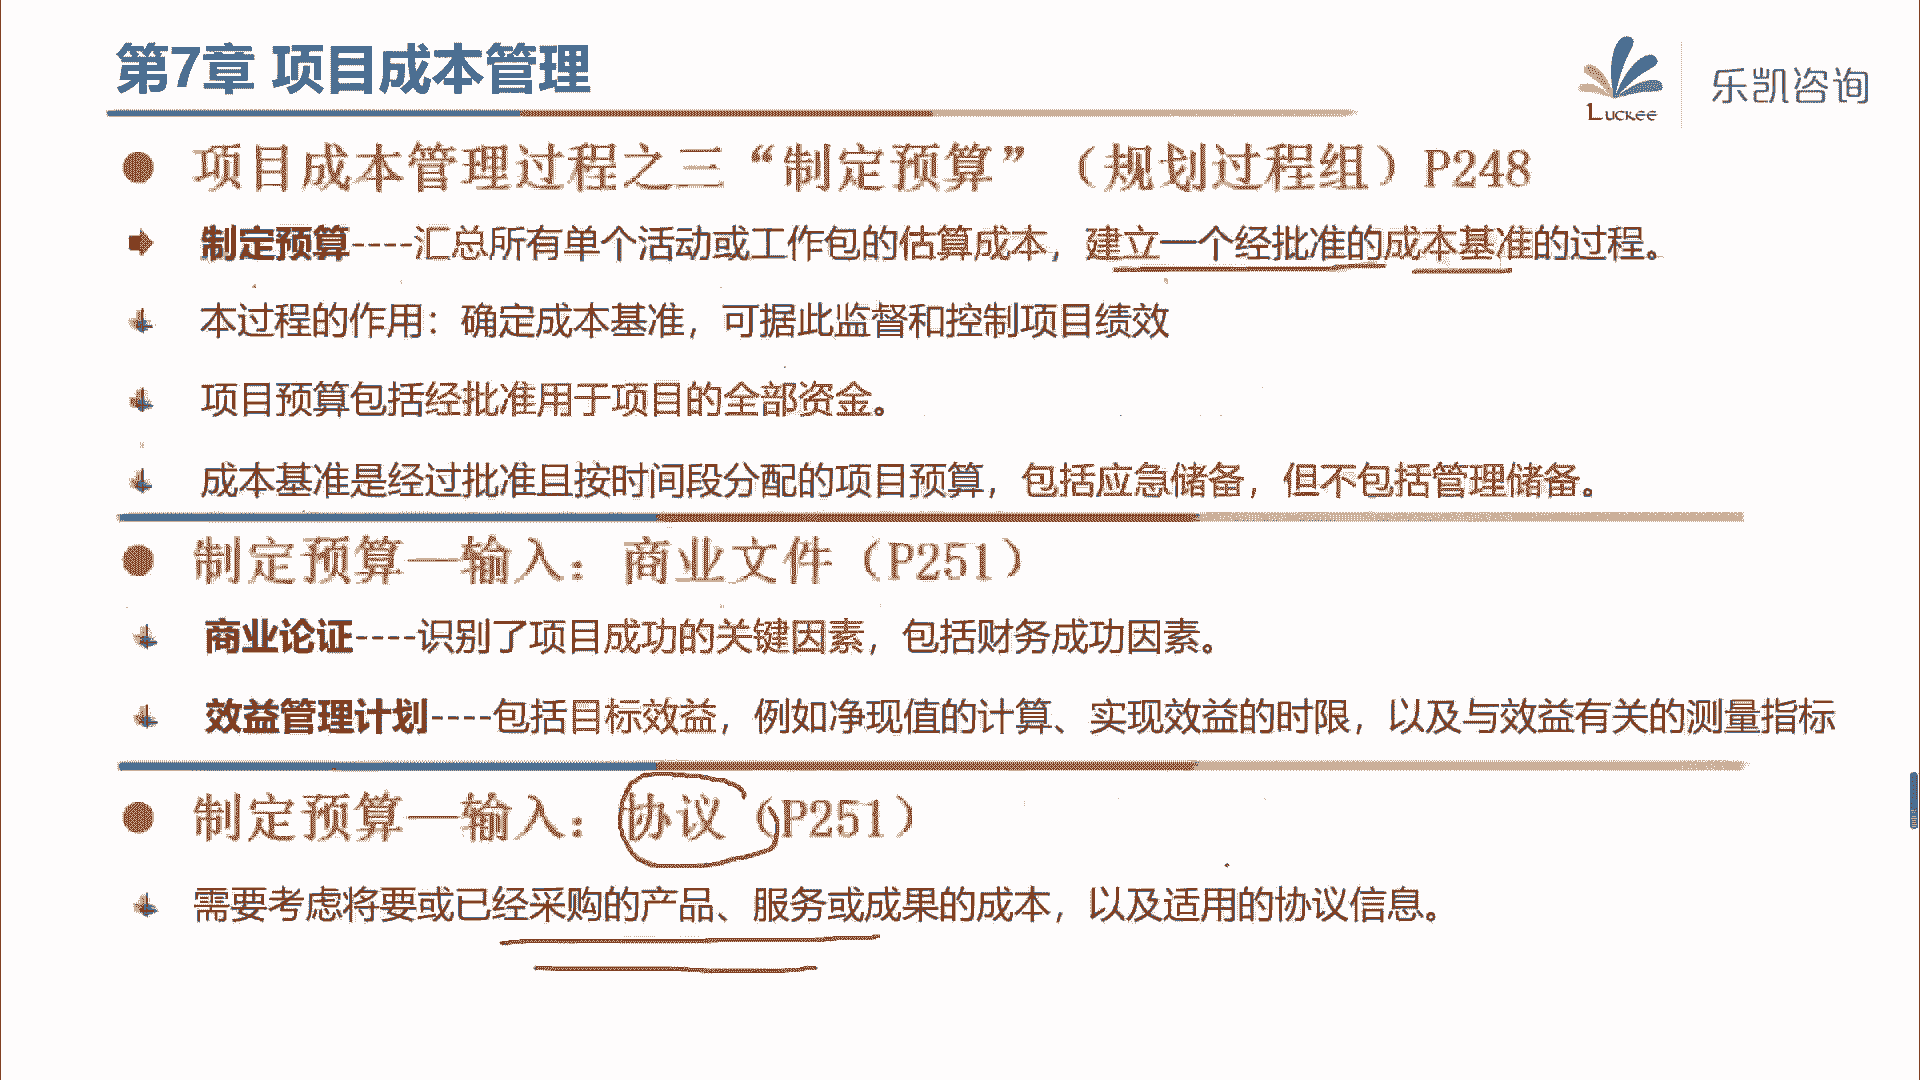 第7章 项目成本管理
Luckee
乐凯咨询
项目成本管理过程之三“制定预算”（规划过程组）P248
制定预算----汇总所有单个活动或工作包的估算成本，建立一个经批准的成本基准的过程。
本过程的作用：确定成本基准，可据此监督和控制项目绩效
项目预算包括经批准用于项目的全部资金。
成本基准是经过批准且按时间段分配的项目预算，包括应急储备，但不包括管理储备。
制定预算—输入：商业文件（P251）
商业论证----识别了项目成功的关键因素，包括财务成功因素。
效益管理计划----包括目标效益，例如净现值的计算、实现效益的时限，以及与效益有关的测量指标
制定预算—输入：协议（P251）
需要考虑将要或已经采购的产品、服务或成果的成本，以及适用的协议信息。